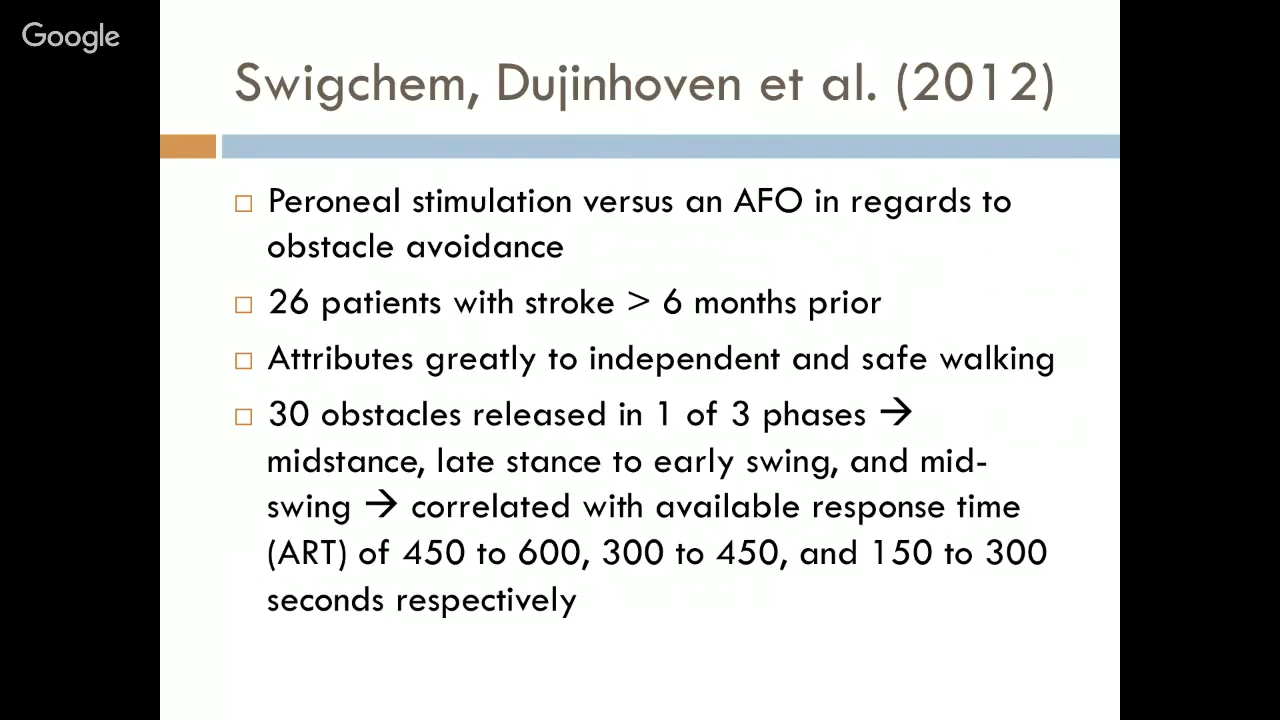 Google
Swigchem, Dujinhoven et al. (2012)
Peroneal stimulation versus an AFO in regards to
obstacle avoidance
26 patients with stroke > 6 months prior
Attributes greatly to independent and safe walking
30 obstacles released in 1 of 3 phases →
midstance, late stance to early swing, and mid-
swing → correlated with available response time
(ART) of 450 to 600, 300 to 450, and 150 to 300
seconds respectively